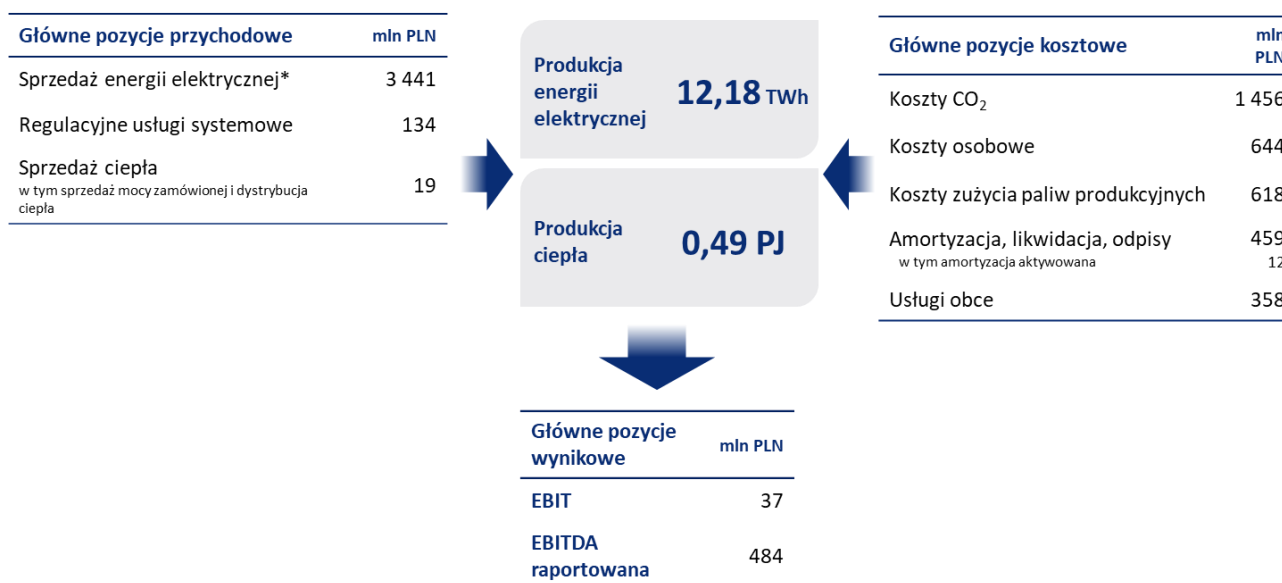 Główne pozycje przychodowe mln PLN
Sprzedaż energii elektrycznej* 3 441
Regulacyjne usługi systemowe 134
Sprzedaż ciepła
w tym sprzedaż mocy zamówionej i dystrybucja
ciepła
19
Produkcja
energii
elektrycznej
12,18 TWh
Produkcja
ciepła
0,49 PJ
Główne pozycje kosztowe mln
PLN
Koszty CO₂ 1 456
Koszty osobowe 644
Koszty zużycia paliw produkcyjnych 618
Amortyzacja, likwidacja, odpisy 459
w tym amortyzacja aktywowana 12
Usługi obce 358
Główne pozycje
wynikowe
mln PLN
EBIT 37
EBITDA
raportowana
484